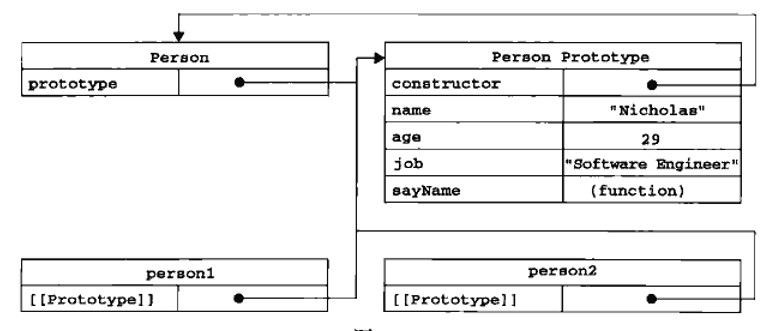 Person
prototype
Person Prototype
constructor
name "Nicholas"
age 29
job "Software Engineer"
sayName (function)
person1
[[Prototype]]
person2
[[Prototype]]